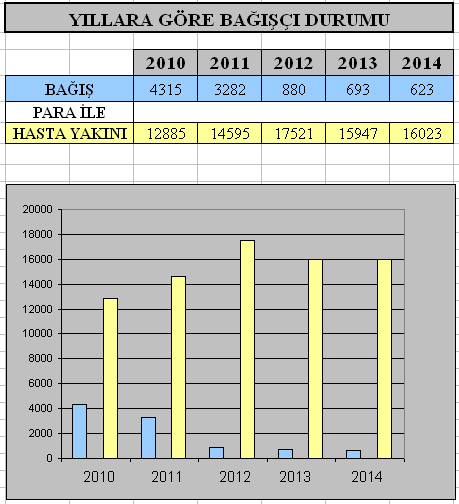 YILLARA GÖRE BAĞIŞÇI DURUMU
2010 2011 2012 2013 2014
BAĞIŞ 4315 3282 880 693 623
PARA İLE
HASTA YAKINI 12885 14595 17521 15947 16023
20000
18000
16000
14000
12000
10000
8000
6000
4000
2000
0
2010 2011 2012 2013 2014